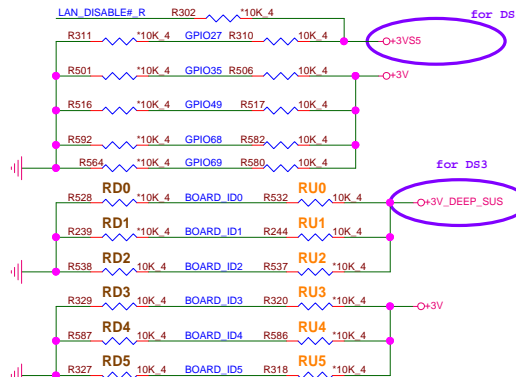 LAN_DISABLE#_R R302 *10K_4 for DS
R311 *10K_4 GPIO27 R310 10K_4 +3VS5
R501 *10K_4 GPIO35 R506 10K_4 +3V
R516 *10K_4 GPIO49 R517 10K_4
R592 *10K_4 GPIO68 R582 10K_4
R564 *10K_4 GPIO69 R580 10K_4
for DS3
RD0 RU0
R528 *10K_4 BOARD_ID0 R532 10K_4 +3V_DEEP_SUS
RD1 RU1
R239 *10K_4 BOARD_ID1 R244 10K_4
RD2 RU2
R538 10K_4 BOARD_ID2 R537 *10K_4
RD3 RU3
R329 10K_4 BOARD_ID3 R320 *10K_4 +3V
RD4 RU4
R587 10K_4 BOARD_ID4 R586 *10K_4
RD5 RU5
R327 10K_4 BOARD_ID5 R318 *10K_4